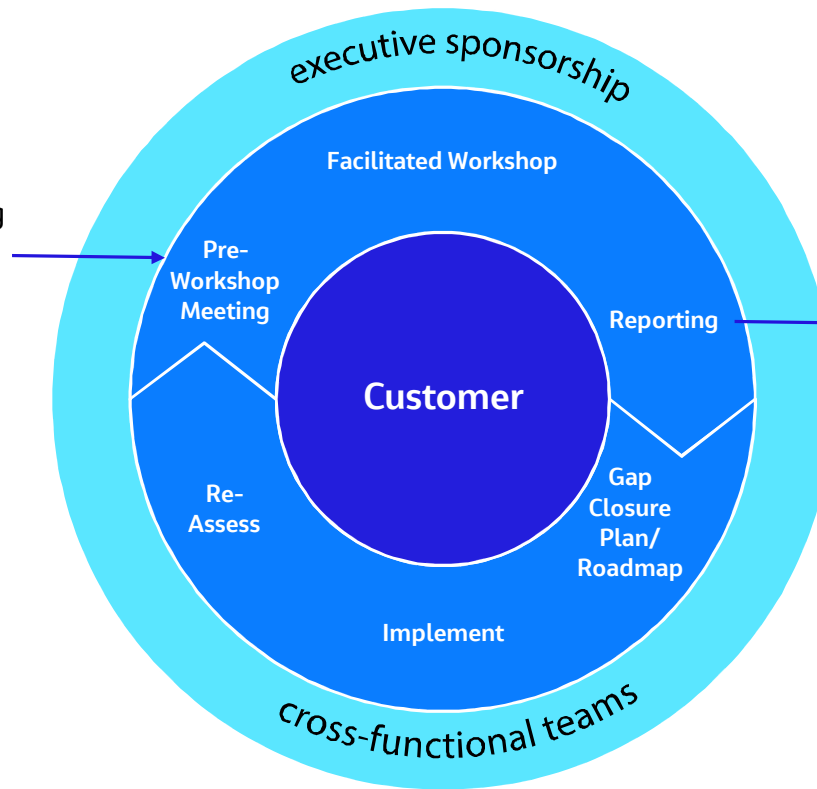 executive sponsorship
Facilitated Workshop
Pre-
Workshop
Meeting
Reporting
Customer
Re-
Assess
Gap
Closure
Plan/
Roadmap
Implement
cross-functional teams